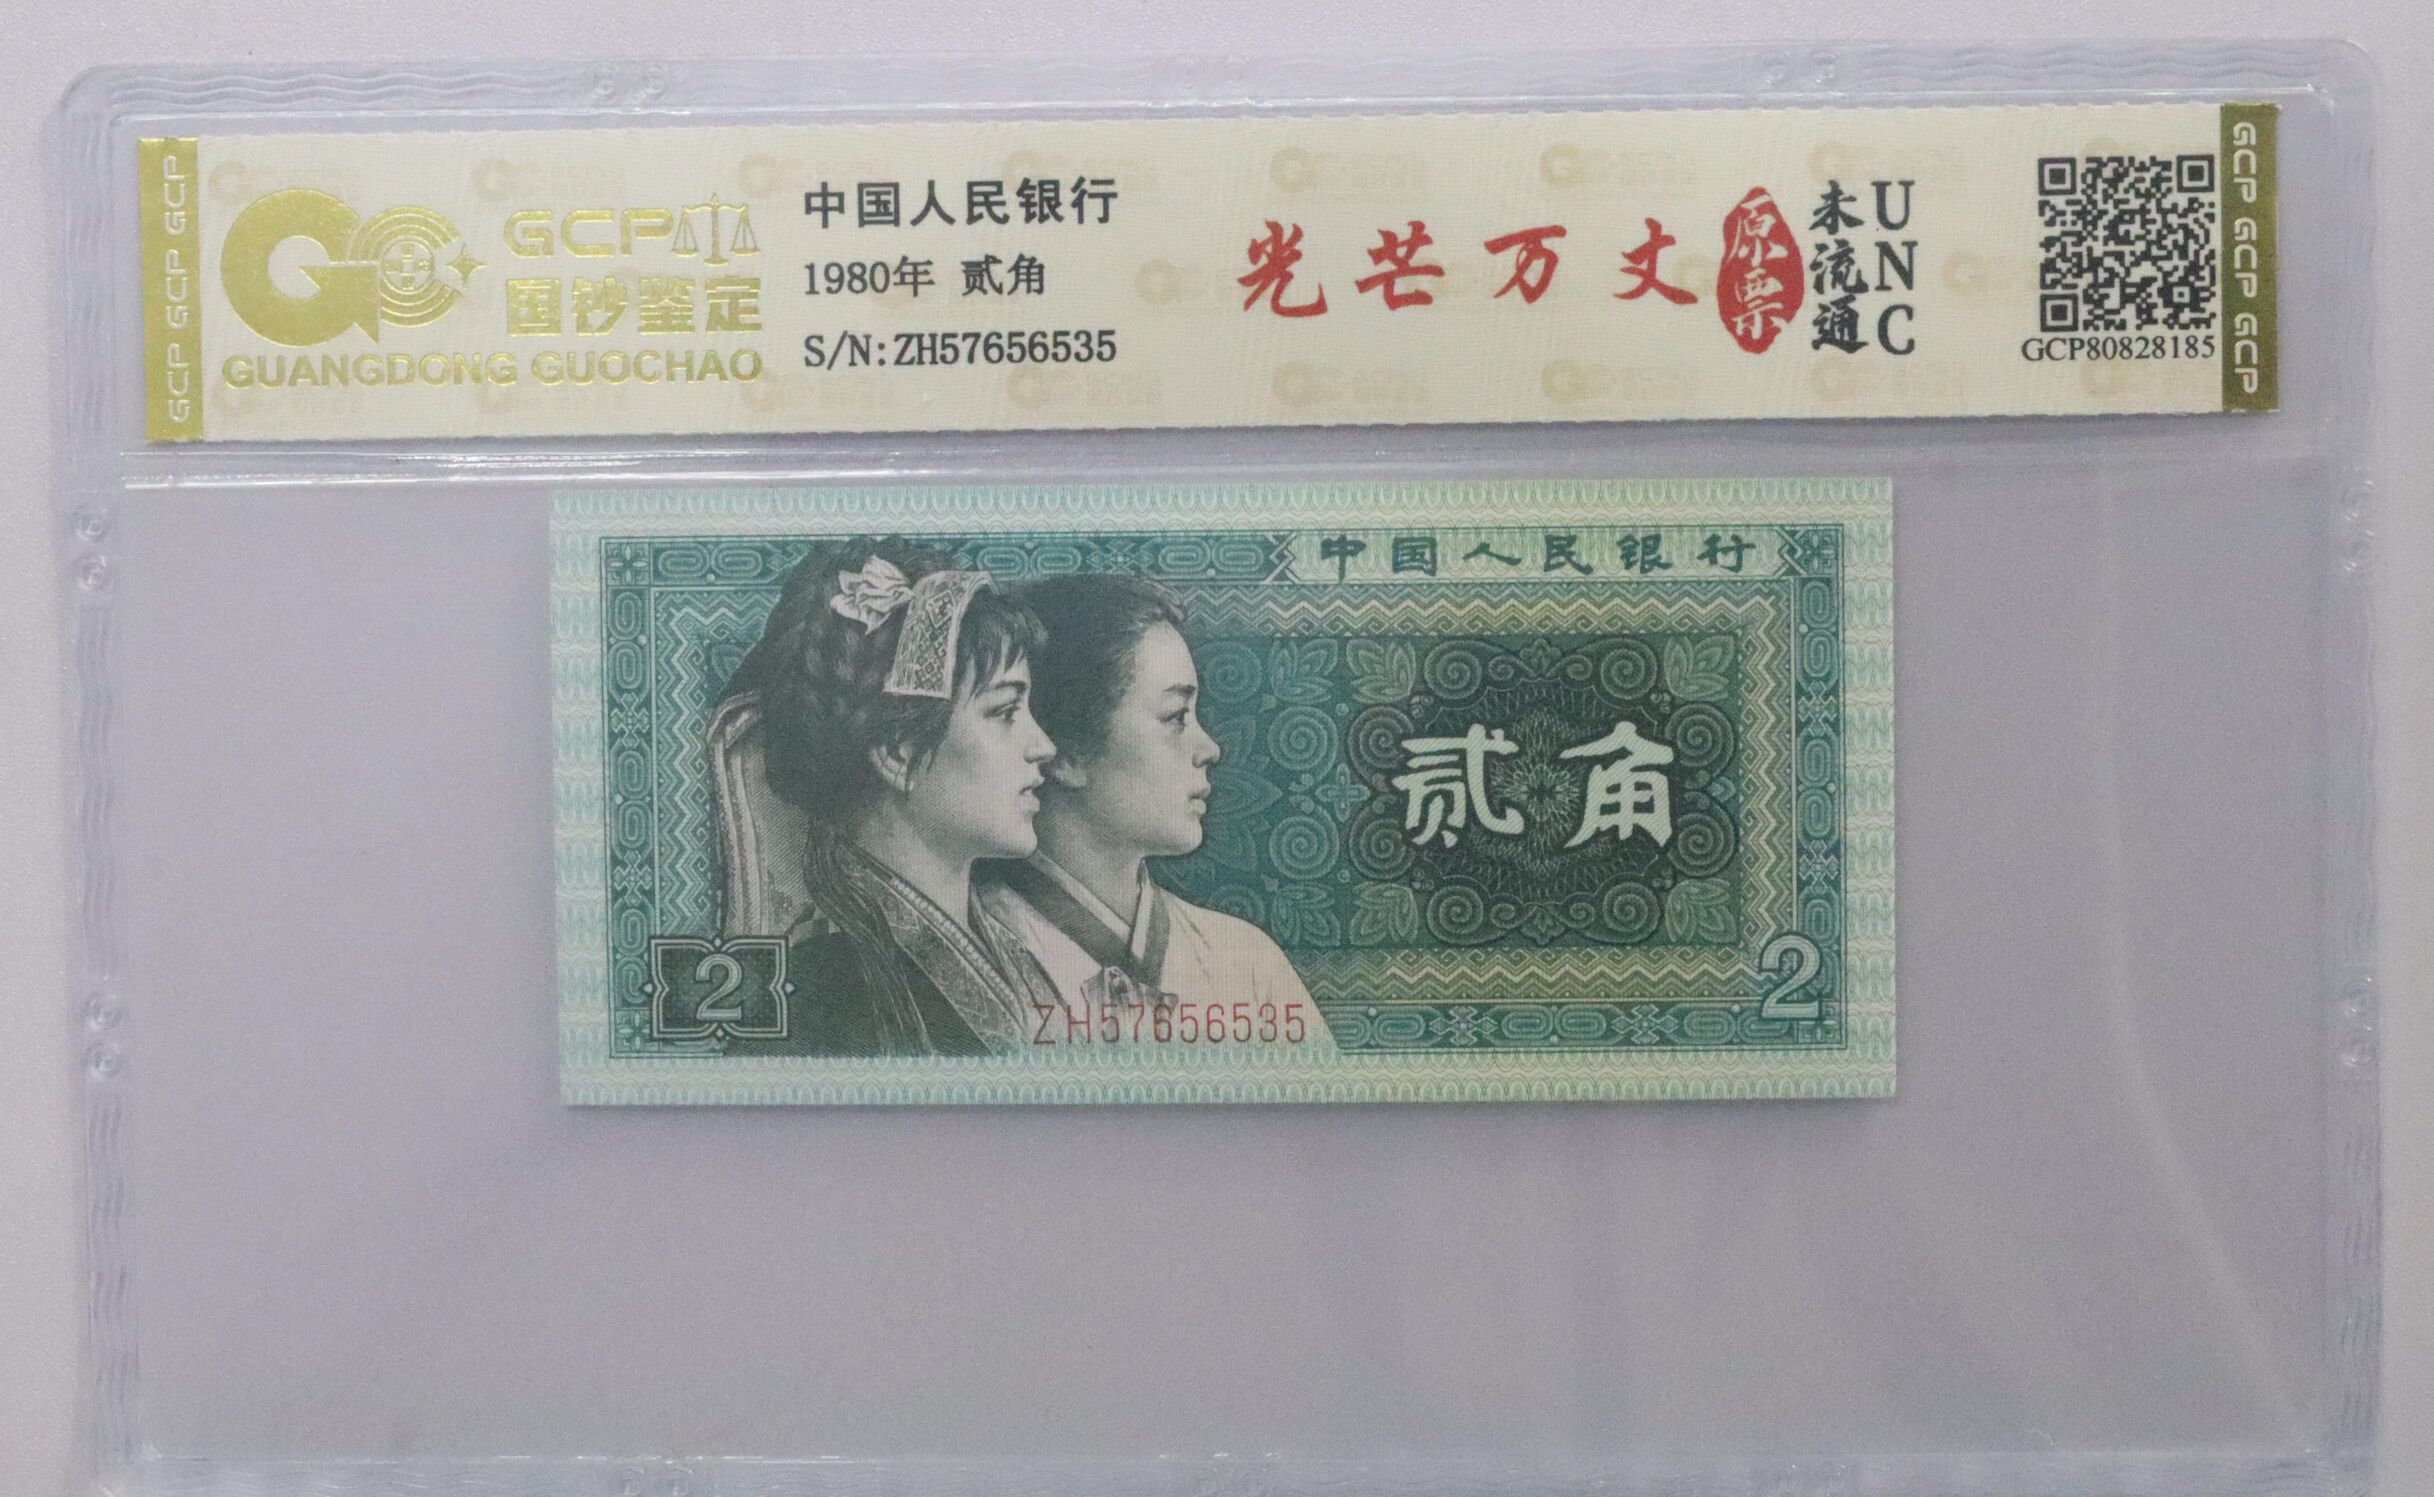 GCP GCP GCP
GCP
国钞鉴定
GUANGDONG GUOCHAO
中国人民银行
1980年 贰角
S/N:ZH57656535
光芒万丈
原票
未流通
UNC
GCP80828185
GCP GCP GCP
中国人民银行
贰角
2
2
ZH57656535